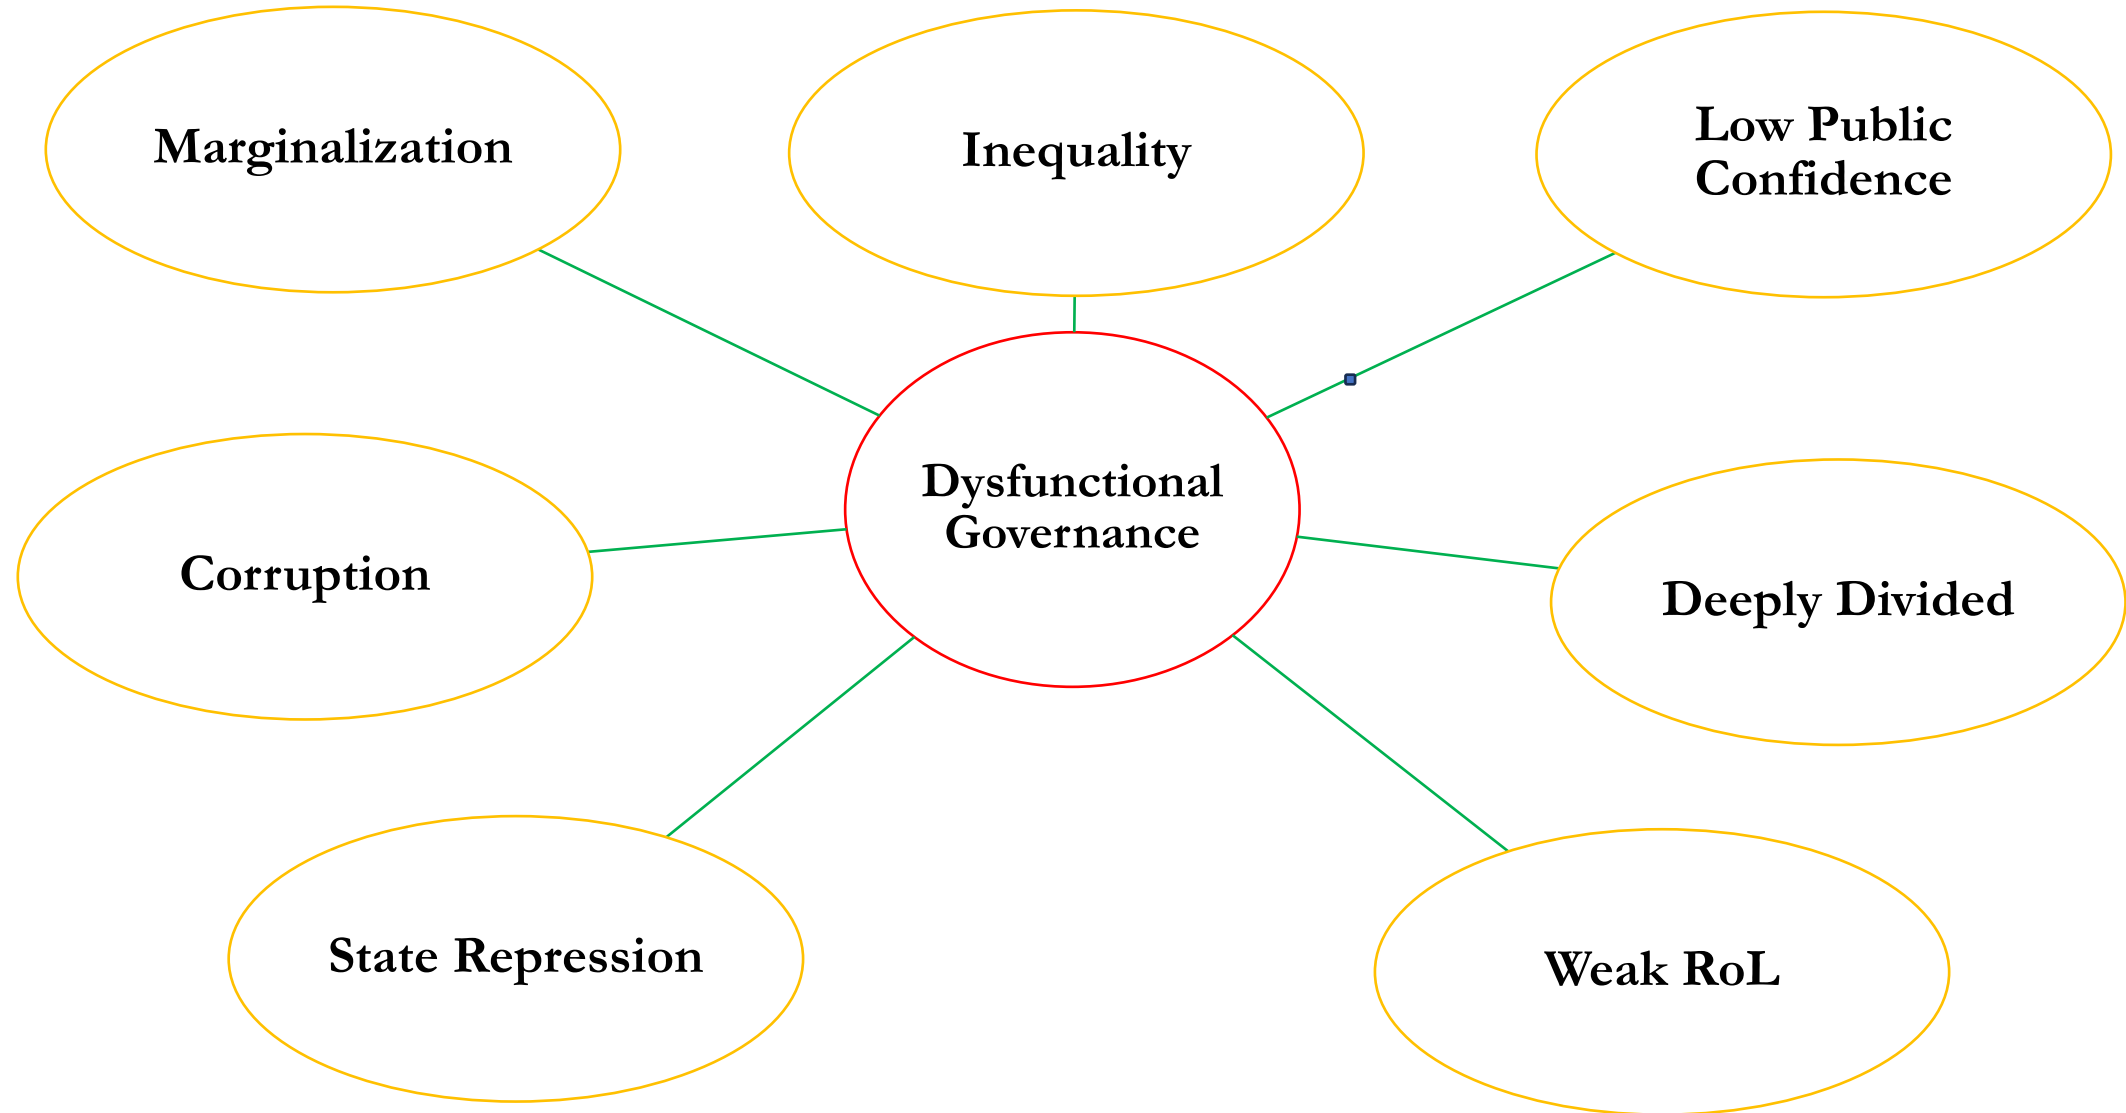 Marginalization
Inequality
Low Public
Confidence
Dysfunctional
Governance
Corruption
Deeply Divided
State Repression
Weak RoL